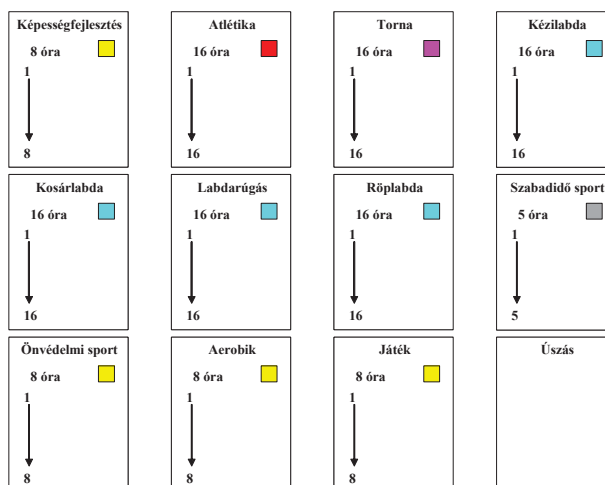 Képességfejlesztés
8 óra
1
8
Atlétika
16 óra
1
16
Torna
16 óra
1
16
Kézilabda
16 óra
1
16
Kosárlabda
16 óra
1
16
Labdarúgás
16 óra
1
16
Röplabda
16 óra
1
16
Szabadidő sport
5 óra
1
5
Önvédelmi sport
8 óra
1
8
Aerobik
8 óra
1
8
Játék
8 óra
1
8
Úszás